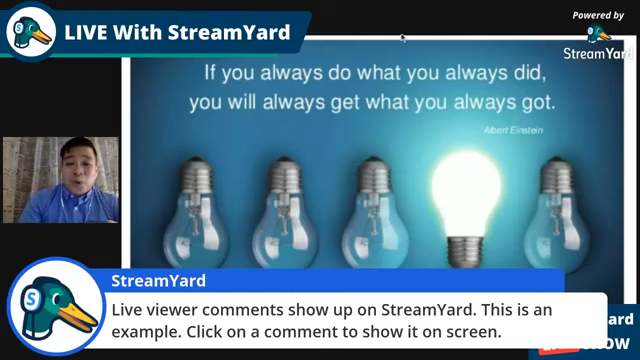 LIVE With StreamYard
Powered by
StreamYard
If you always do what you always did,
you will always get what you always got.
Albert Einstein
StreamYard
Live viewer comments show up on StreamYard. This is an
example. Click on a comment to show it on screen.